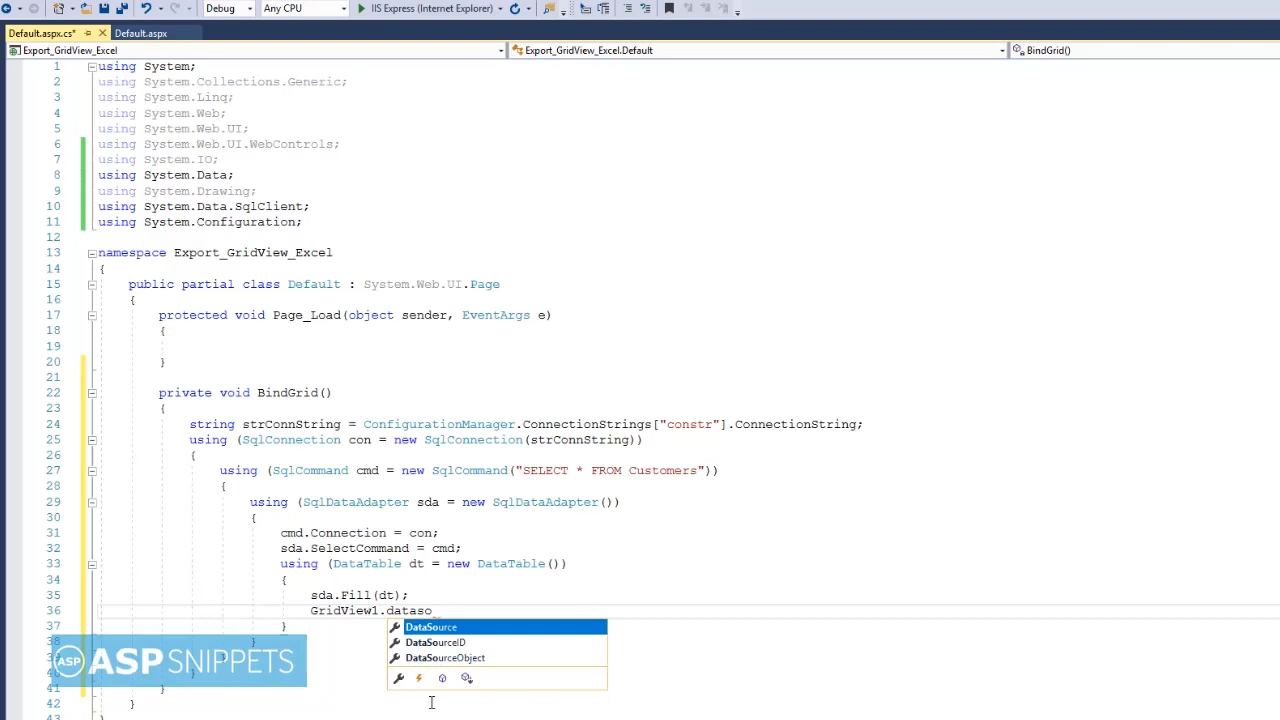 Debug Any CPU IIS Express (Internet Explorer)
Default.aspx.cs* Default.aspx
Export_GridView_Excel Export_GridView_Excel.Default BindGrid()
1 using System;
2 using System.Collections.Generic;
3 using System.Linq;
4 using System.Web;
5 using System.Web.UI;
6 using System.Web.UI.WebControls;
7 using System.IO;
8 using System.Data;
9 using System.Drawing;
10 using System.Data.SqlClient;
11 using System.Configuration;
12
13 namespace Export_GridView_Excel
14 {
15 public partial class Default : System.Web.UI.Page
16 {
17 protected void Page_Load(object sender, EventArgs e)
18 {
19
20 }
21
22 private void BindGrid()
23 {
24 string strConnString = ConfigurationManager.ConnectionStrings["constr"].ConnectionString;
25 using (SqlConnection con = new SqlConnection(strConnString))
26 {
27 using (SqlCommand cmd = new SqlCommand("SELECT * FROM Customers"))
28 {
29 using (SqlDataAdapter sda = new SqlDataAdapter())
30 {
31 cmd.Connection = con;
32 sda.SelectCommand = cmd;
33 using (DataTable dt = new DataTable())
34 {
35 sda.Fill(dt);
36 GridView1.dataso
37 }
DataSource
DataSourceID
DataSourceObject
38 }
ASP ASPSNIPPETS
41 }
42 }
43 }